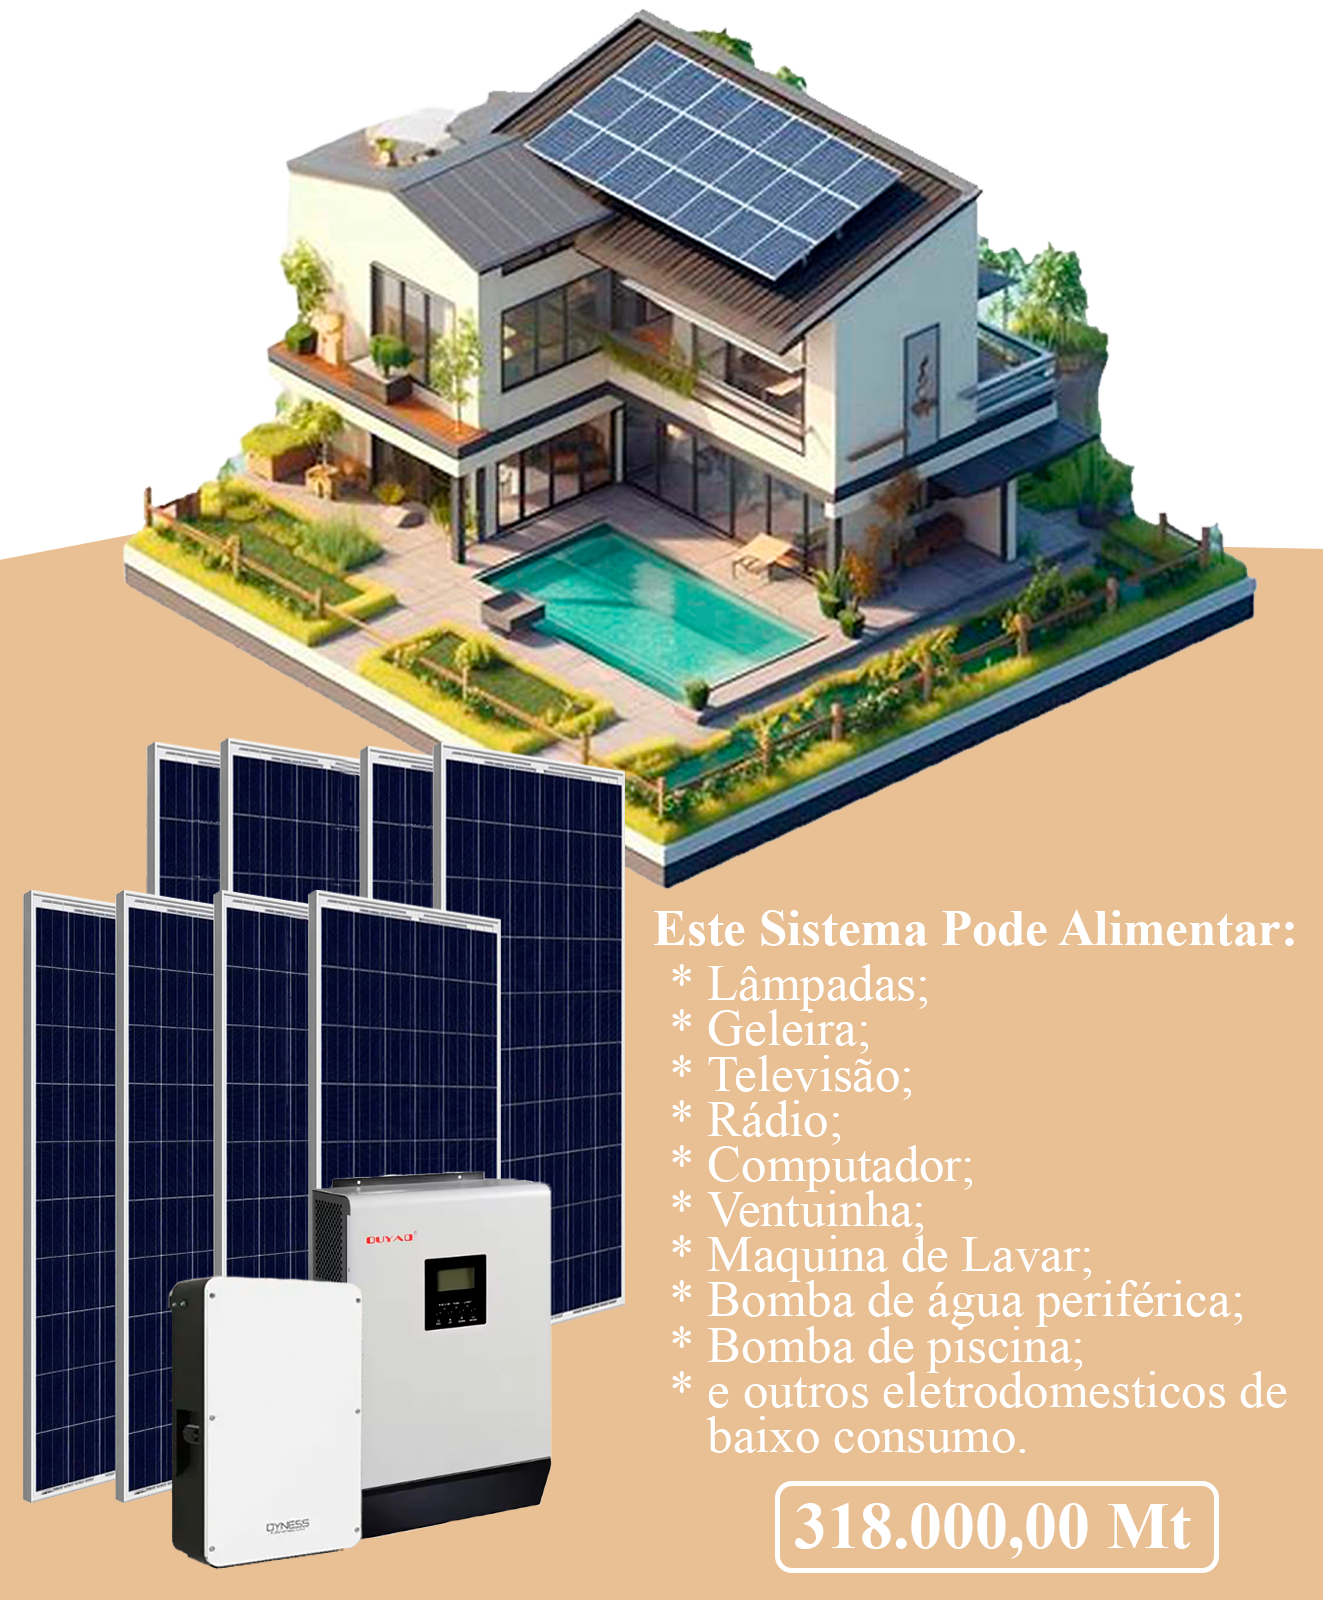 Este Sistema Pode Alimentar:
* Lâmpadas;
* Geleira;
* Televisão;
* Rádio;
* Computador;
* Ventuinha;
* Maquina de Lavar;
* Bomba de água periférica;
* Bomba de piscina;
* e outros eletrodomesticos de
baixo consumo.
OUYAD
DYNESS
318.000,00 Mt